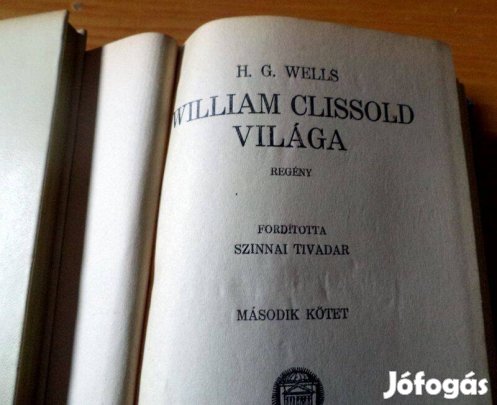 H. G. WELLS
WILLIAM CLISSOLD
VILÁGA
REGÉNY
FORDÍTOTTA
SZINNAI TIVADAR
MÁSODIK KÖTET
Jófogás